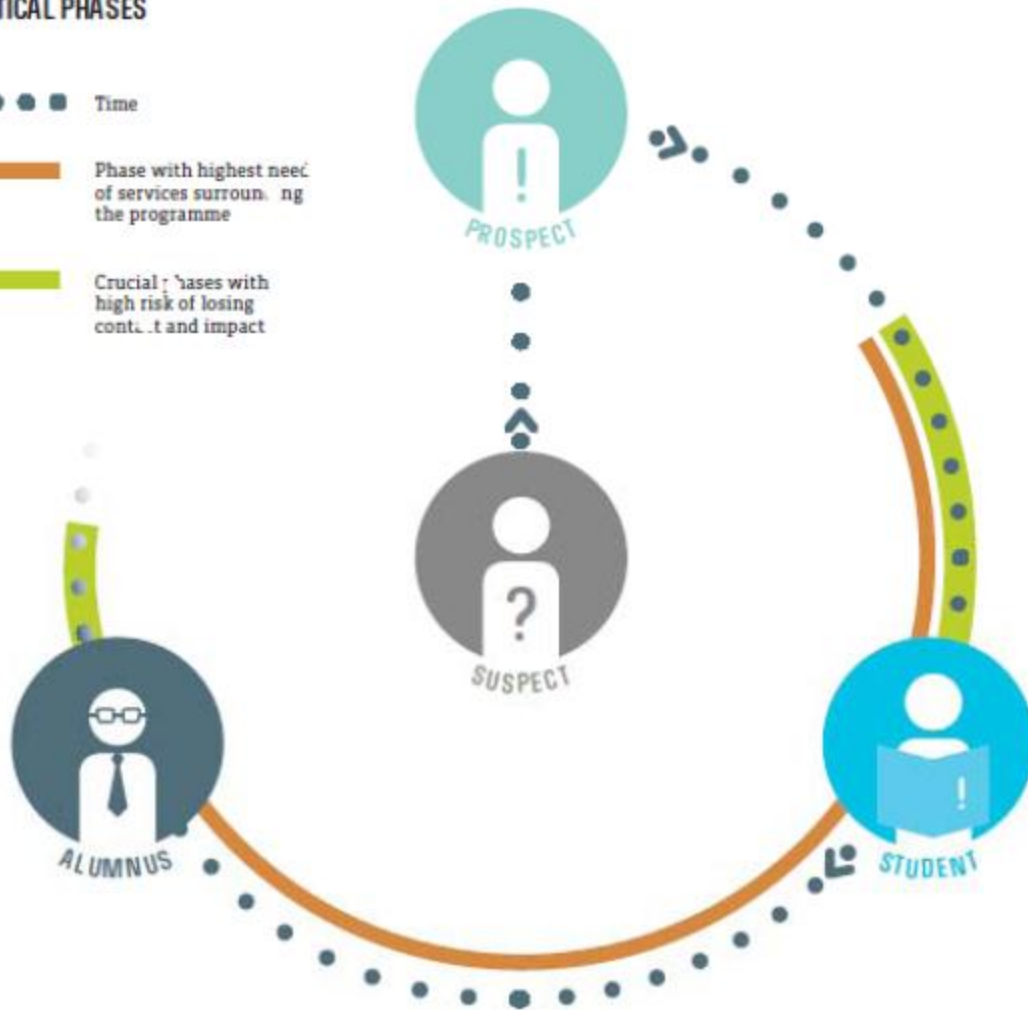 TICAL PHASES
Time
Phase with highest need
of services surroun ng
the programme
Crucial hases with
high risk of losing
cont t and impact
PROSPECT
!
?
SUSPECT
ALUMNUS
!
STUDENT